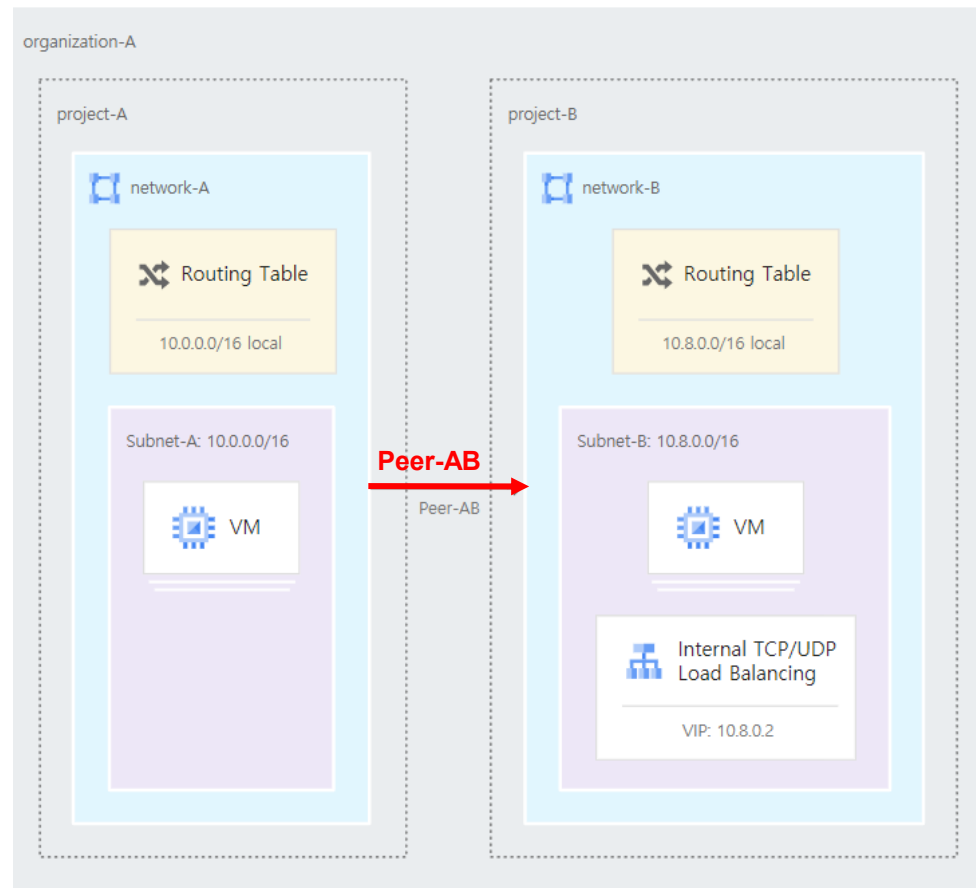 organization-A
project-A
network-A
Routing Table
10.0.0.0/16 local
Subnet-A: 10.0.0.0/16
VM
Peer-AB
Peer-AB
project-B
network-B
Routing Table
10.8.0.0/16 local
Subnet-B: 10.8.0.0/16
VM
Internal TCP/UDP
Load Balancing
VIP: 10.8.0.2